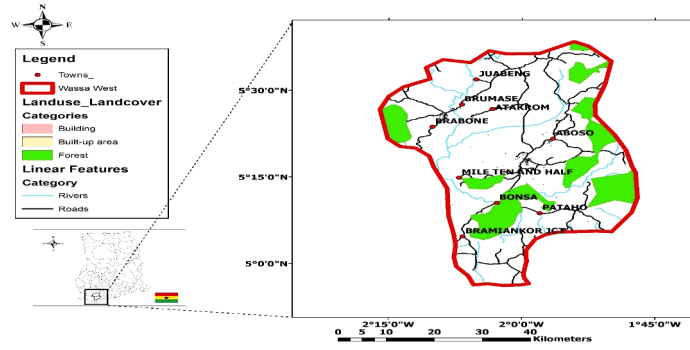 N
W E
S
Legend
Towns_
Wassa West
Landuse_Landcover
Categories
Building
Built-up area
Forest
Linear Features
Category
Rivers
Roads
5°30'0"N
5°15'0"N
5°0'0"N
JUABENG
BRUMASE
ATAKROM
BRABONE
ABOSO
MILE TEN AND HALF
BONSA
PATAHO
BRAMIANKOR JCT
2°15'0"W 2°0'0"W 1°45'0"W
0 5 10 20 30 40
Kilometers